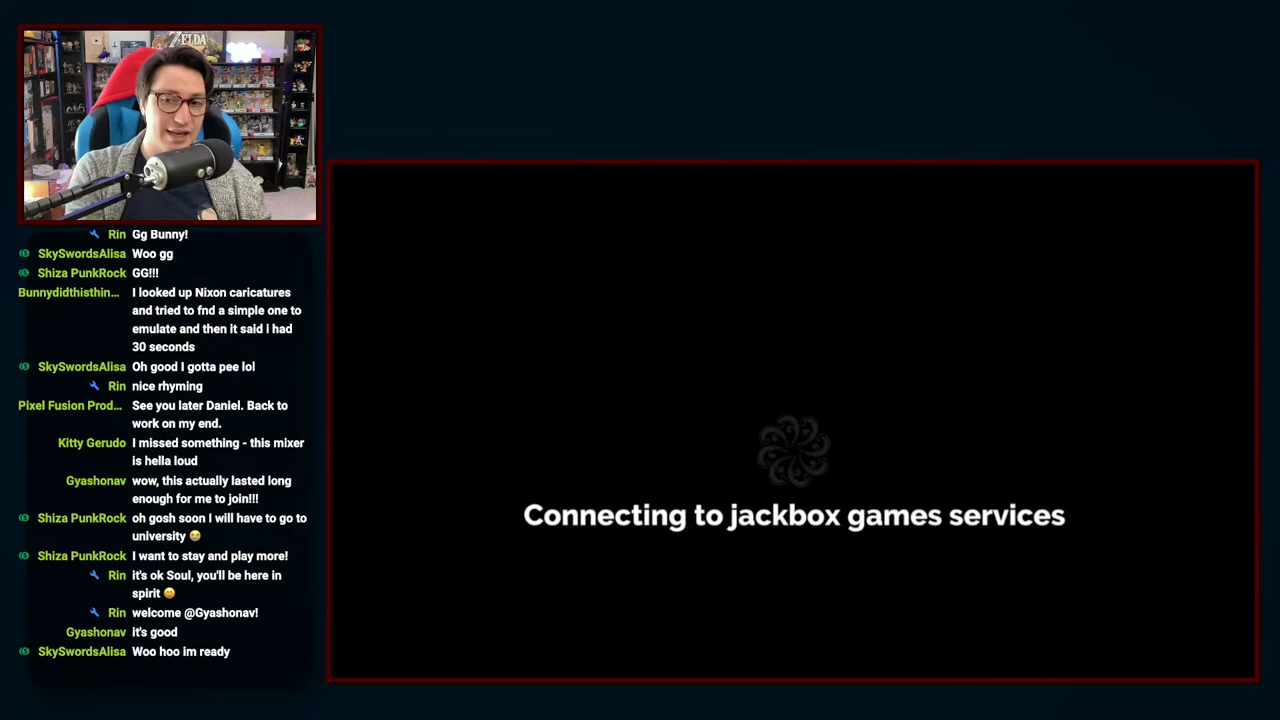 ZELDA
Rin Gg Bunny!
SkySwordsAlisa Woo gg
Shiza PunkRock GG!!!
Bunnydidthisthin... I looked up Nixon caricatures
and tried to fnd a simple one to
emulate and then it said i had
30 seconds
SkySwordsAlisa Oh good I gotta pee lol
Rin nice rhyming
Pixel Fusion Prod... See you later Daniel. Back to
work on my end.
Kitty Gerudo I missed something - this mixer
is hella loud
Gyashonav wow, this actually lasted long
enough for me to join!!!
Shiza PunkRock oh gosh soon I will have to go to
university 😭
Shiza PunkRock I want to stay and play more!
Rin it's ok Soul, you'll be here in
spirit 😄
Rin welcome @Gyashonav!
Gyashonav it's good
SkySwordsAlisa Woo hoo im ready
Connecting to jackbox games services